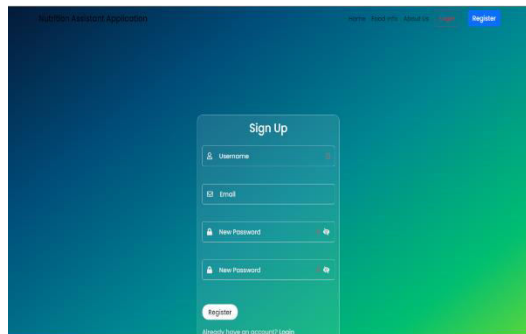 Nutrition Assistant Application
Home Food Info About Us Login Register
Sign Up
Username
Email
New Password
New Password
Register
Already have an account? Login